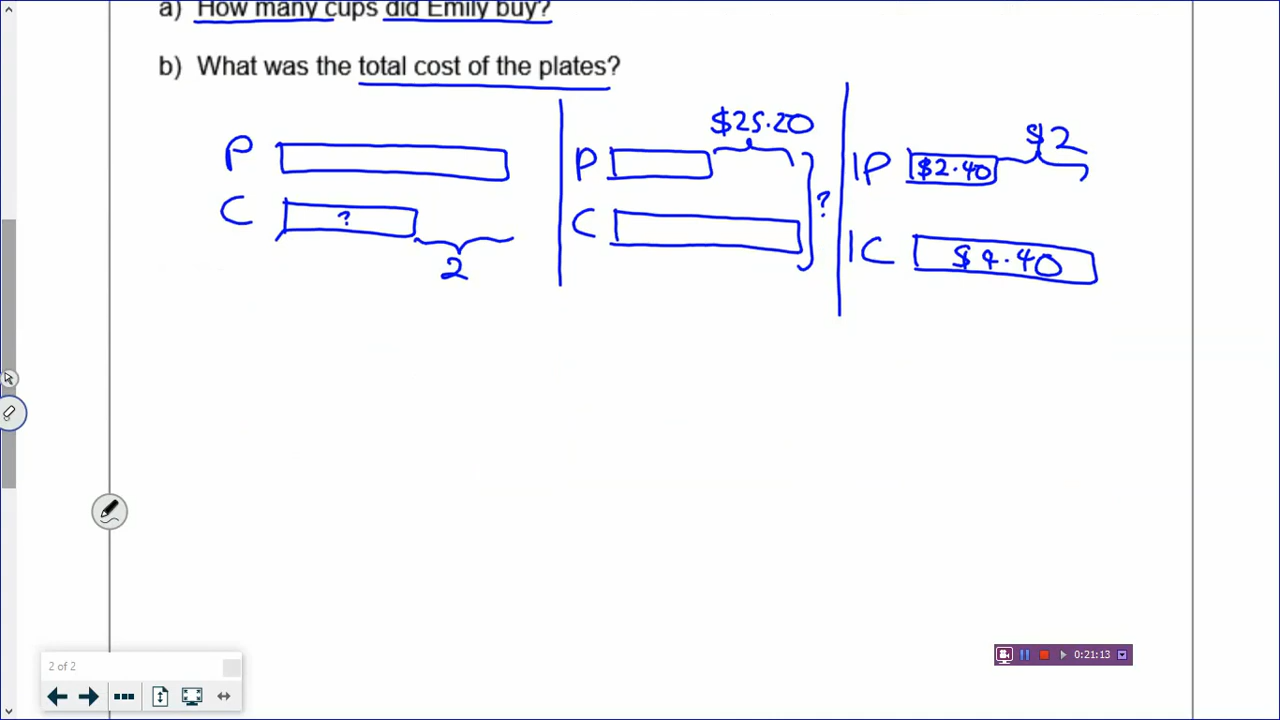 a) How many cups did Emily buy?
b) What was the total cost of the plates?
P
C ?
2
$25.20
P
C
?
1P $2.40 $2
1C $4.40
2 of 2
0:21:13